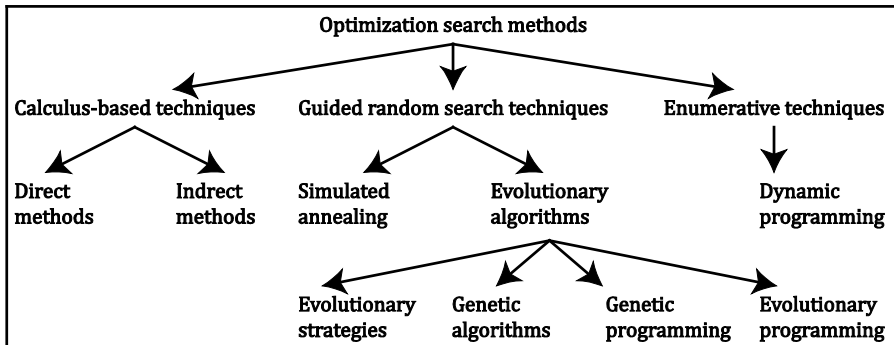 Optimization search methods
Calculus-based techniques
Guided random search techniques
Enumerative techniques
Direct
methods
Indrect
methods
Simulated
annealing
Evolutionary
algorithms
Dynamic
programming
Evolutionary
strategies
Genetic
algorithms
Genetic
programming
Evolutionary
programming